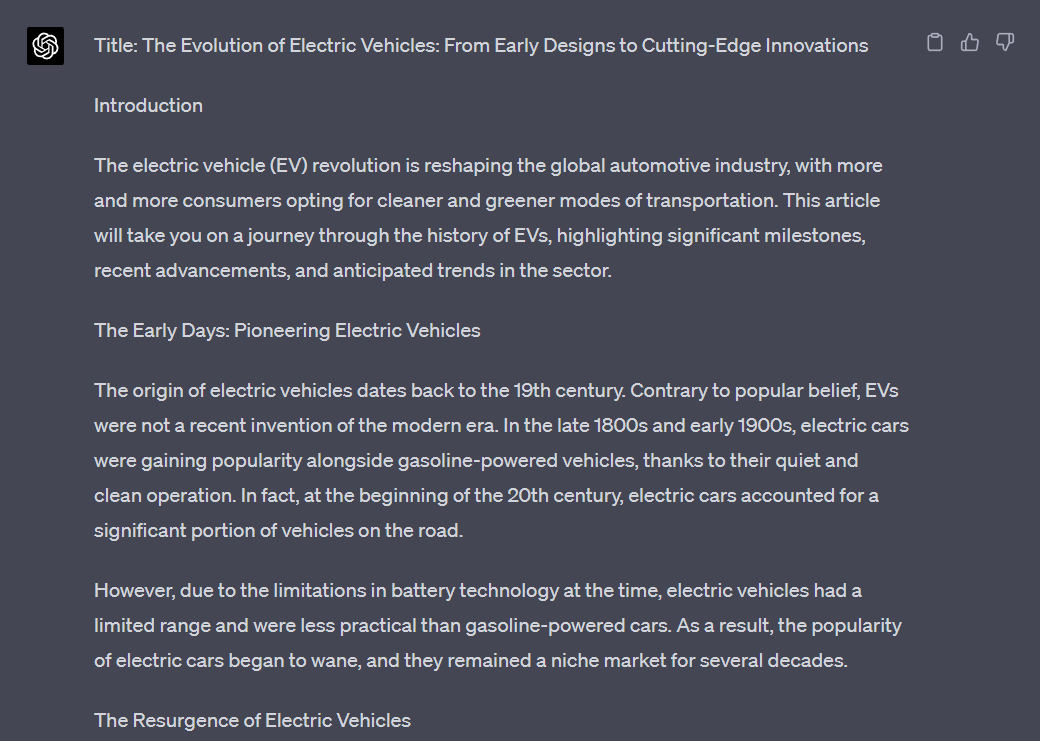 Title: The Evolution of Electric Vehicles: From Early Designs to Cutting-Edge Innovations
Introduction
The electric vehicle (EV) revolution is reshaping the global automotive industry, with more
and more consumers opting for cleaner and greener modes of transportation. This article
will take you on a journey through the history of EVs, highlighting significant milestones,
recent advancements, and anticipated trends in the sector.
The Early Days: Pioneering Electric Vehicles
The origin of electric vehicles dates back to the 19th century. Contrary to popular belief, EVs
were not a recent invention of the modern era. In the late 1800s and early 1900s, electric cars
were gaining popularity alongside gasoline-powered vehicles, thanks to their quiet and
clean operation. In fact, at the beginning of the 20th century, electric cars accounted for a
significant portion of vehicles on the road.
However, due to the limitations in battery technology at the time, electric vehicles had a
limited range and were less practical than gasoline-powered cars. As a result, the popularity
of electric cars began to wane, and they remained a niche market for several decades.
The Resurgence of Electric Vehicles